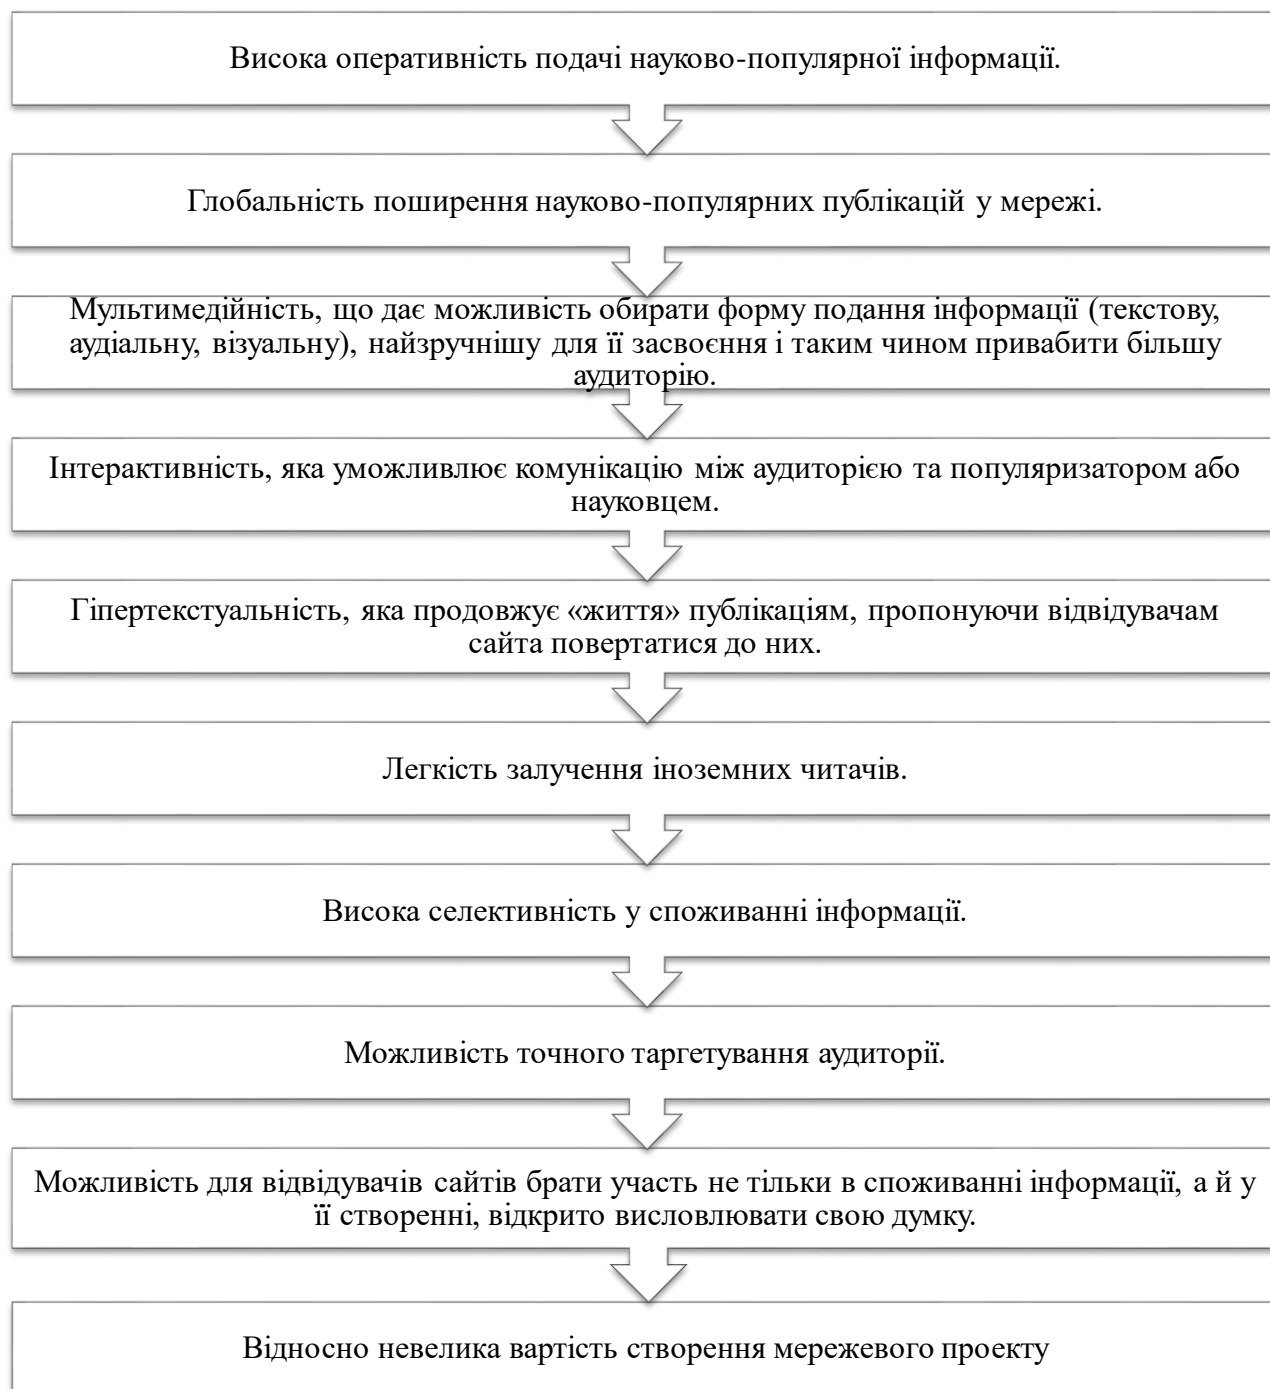 Висока оперативність подачі науково-популярної інформації.
Глобальність поширення науково-популярних публікацій у мережі.
Мультимедійність, що дає можливість обирати форму подання інформації (текстову,
аудіальну, візуальну), найзручнішу для її засвоєння і таким чином привабити більшу
аудиторію.
Інтерактивність, яка уможливлює комунікацію між аудиторією та популяризатором або
науковцем.
Гіпертекстуальність, яка продовжує «життя» публікаціям, пропонуючи відвідувачам
сайта повертатися до них.
Легкість залучення іноземних читачів.
Висока селективність у споживанні інформації.
Можливість точного таргетування аудиторії.
Можливість для відвідувачів сайтів брати участь не тільки в споживанні інформації, а й у
її створенні, відкрито висловлювати свою думку.
Відносно невелика вартість створення мережевого проекту